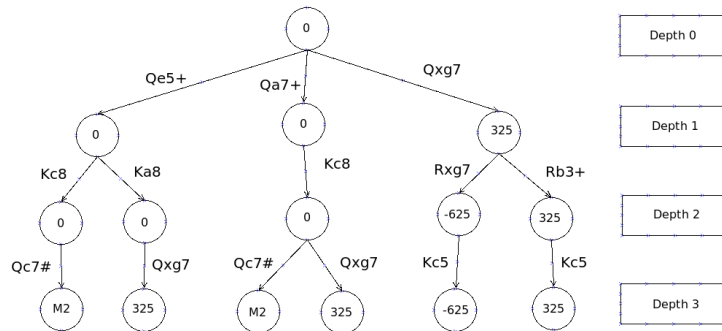 0
Depth 0
Qe5+
Qa7+
Qxg7
0
0
325
Depth 1
Kc8
Ka8
Kc8
Rxg7
Rb3+
0
0
0
-625
325
Depth 2
Qc7#
Qxg7
Qc7#
Qxg7
Kc5
Kc5
M2
325
M2
325
-625
325
Depth 3